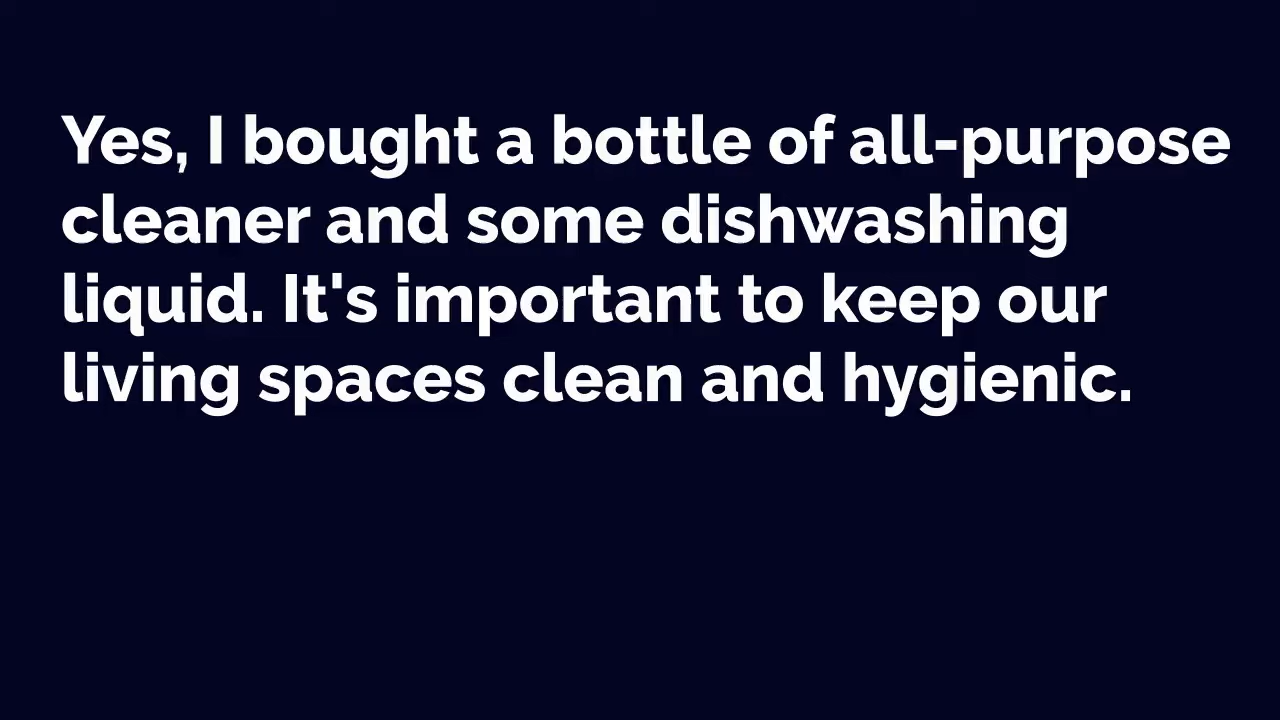 Yes, I bought a bottle of all-purpose
cleaner and some dishwashing
liquid. It's important to keep our
living spaces clean and hygienic.